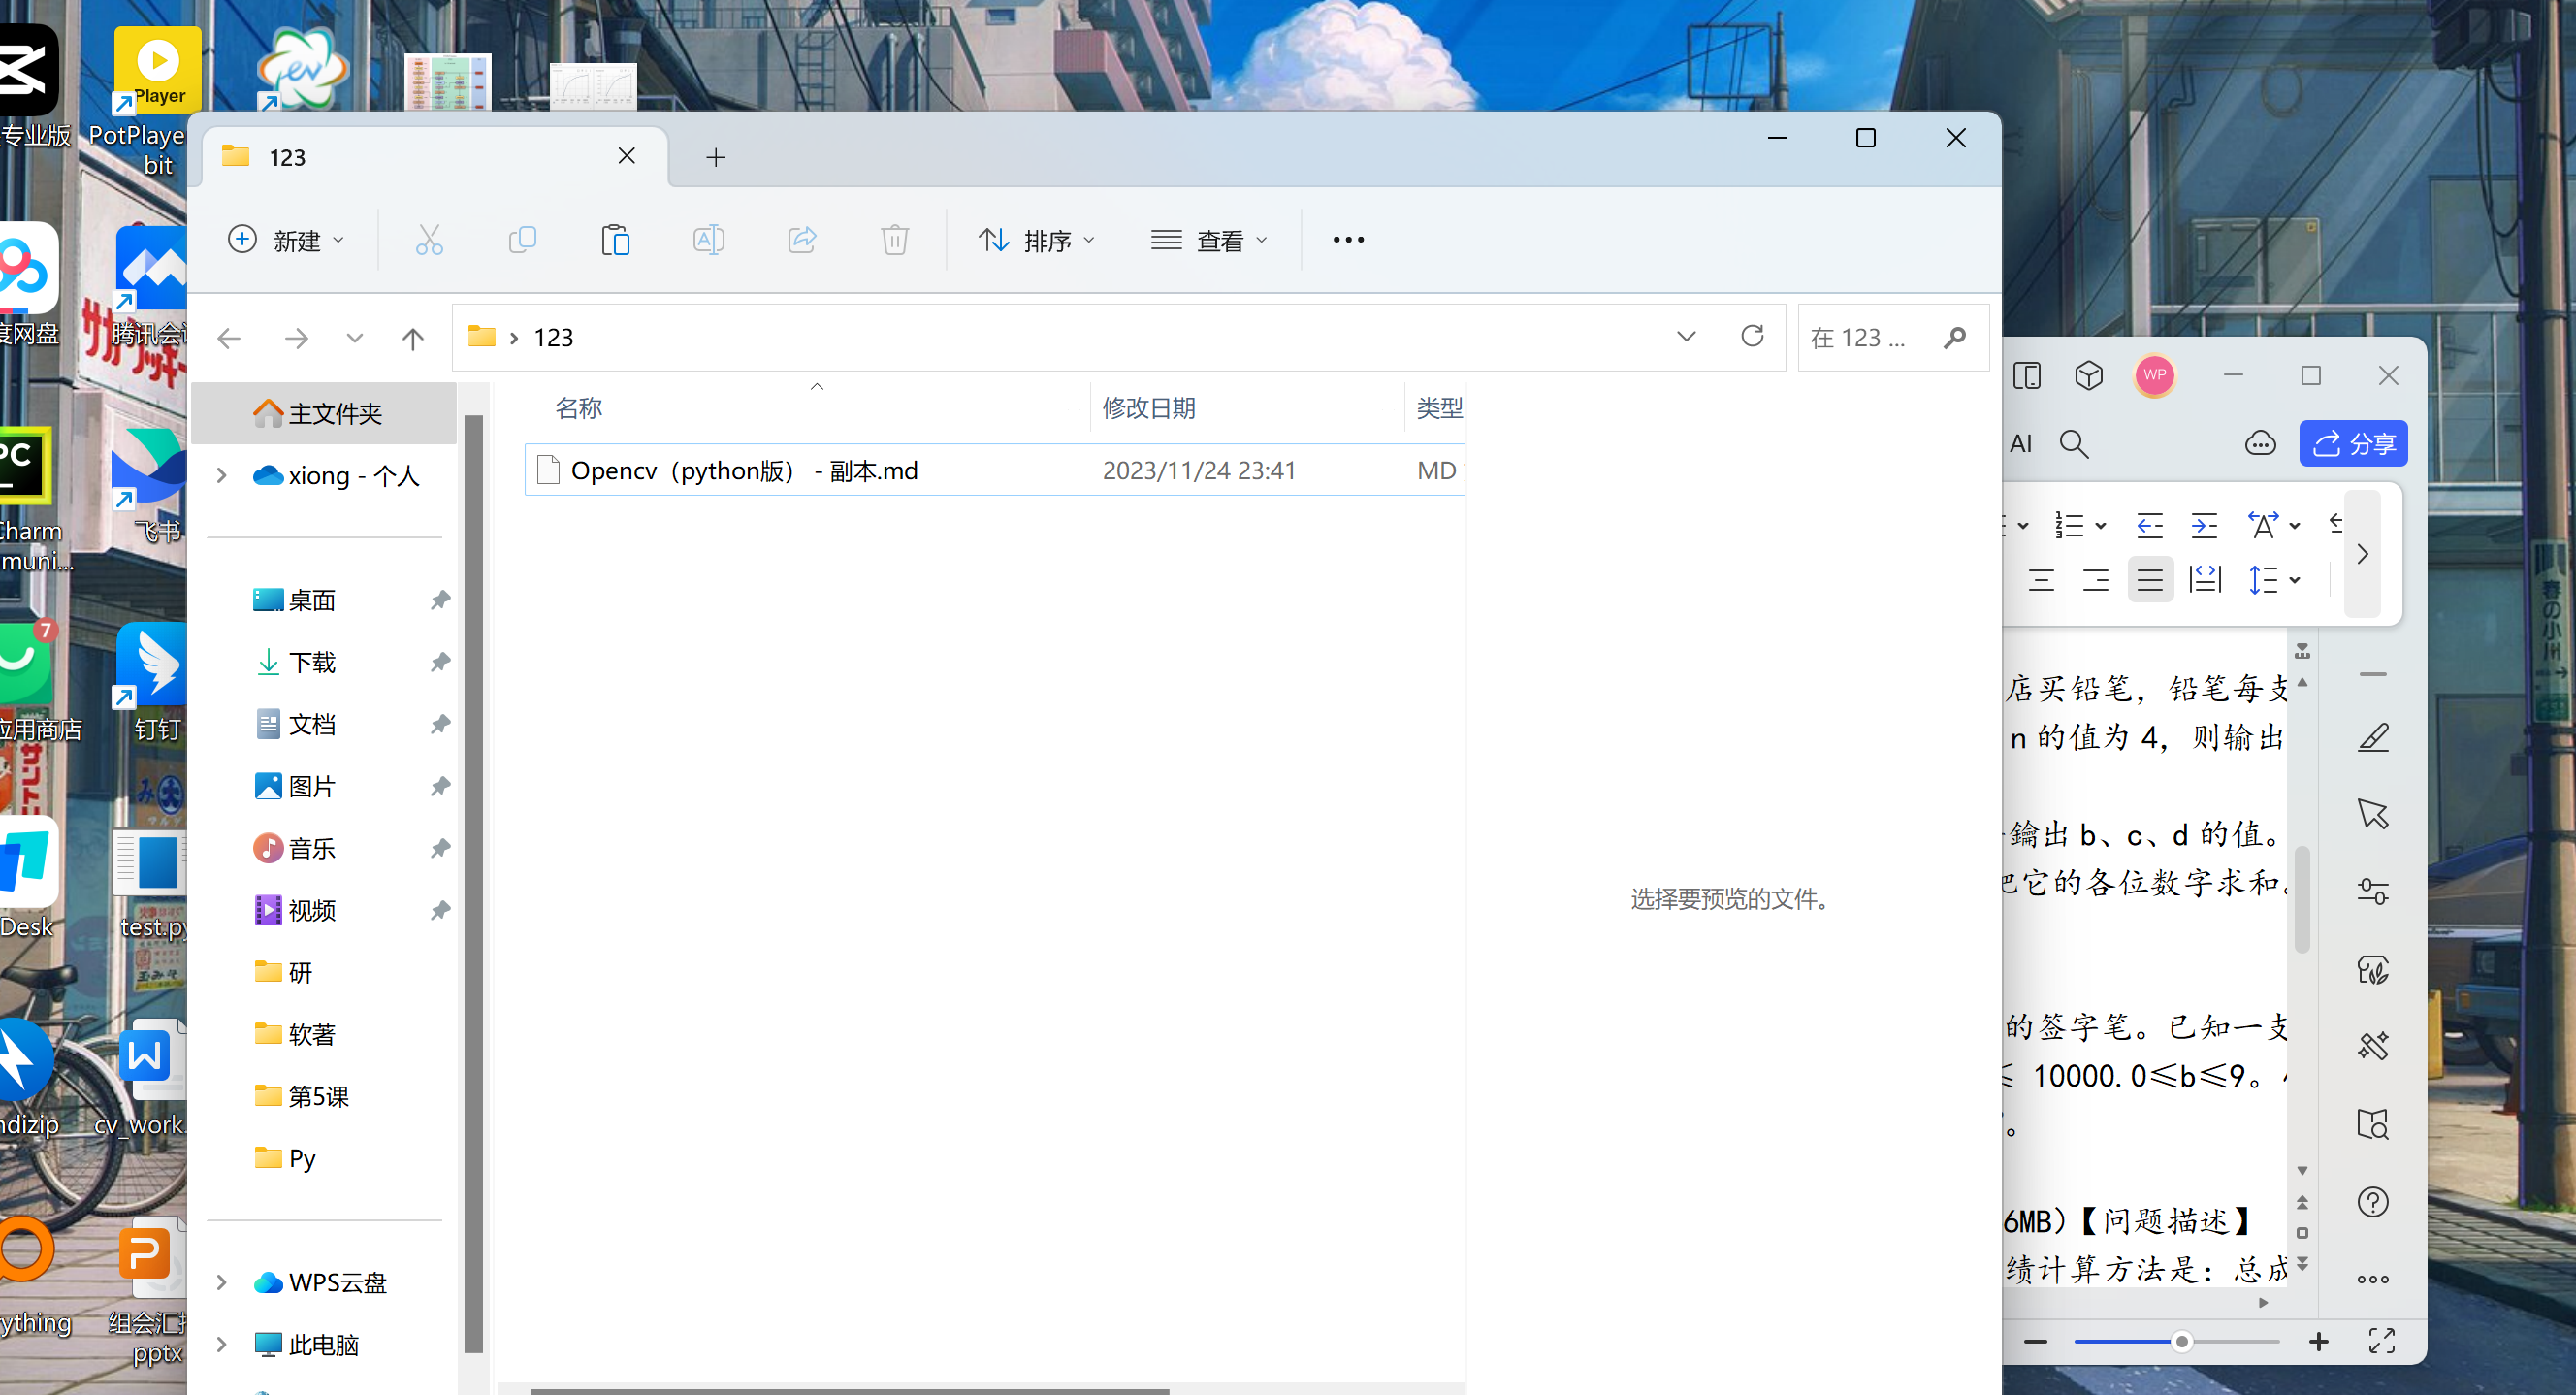 Player
专业版
PotPlaye
bit
度网盘
腾讯会
PC
Charm
muni...
飞书
7
应用商店
钉钉
Desk
test.py
ndizip
cv_work.
rything
组会汇
pptx
123
新建
排序
查看
123
在 123 ...
主文件夹
xiong - 个人
桌面
下载
文档
图片
音乐
视频
研
软著
第5课
Py
WPS云盘
此电脑
名称
修改日期
类型
Opencv（python版） - 副本.md
2023/11/24 23:41
MD
选择要预览的文件。
WP
AI
分享
店买铅笔，铅笔每支
n 的值为 4，则输出
鑰出 b、c、d 的值。
把它的各位数字求和。
的签字笔。已知一支
≤ 10000.0≤b≤9。
。
6MB)【问题描述】
绩计算方法是：总成
春の小川